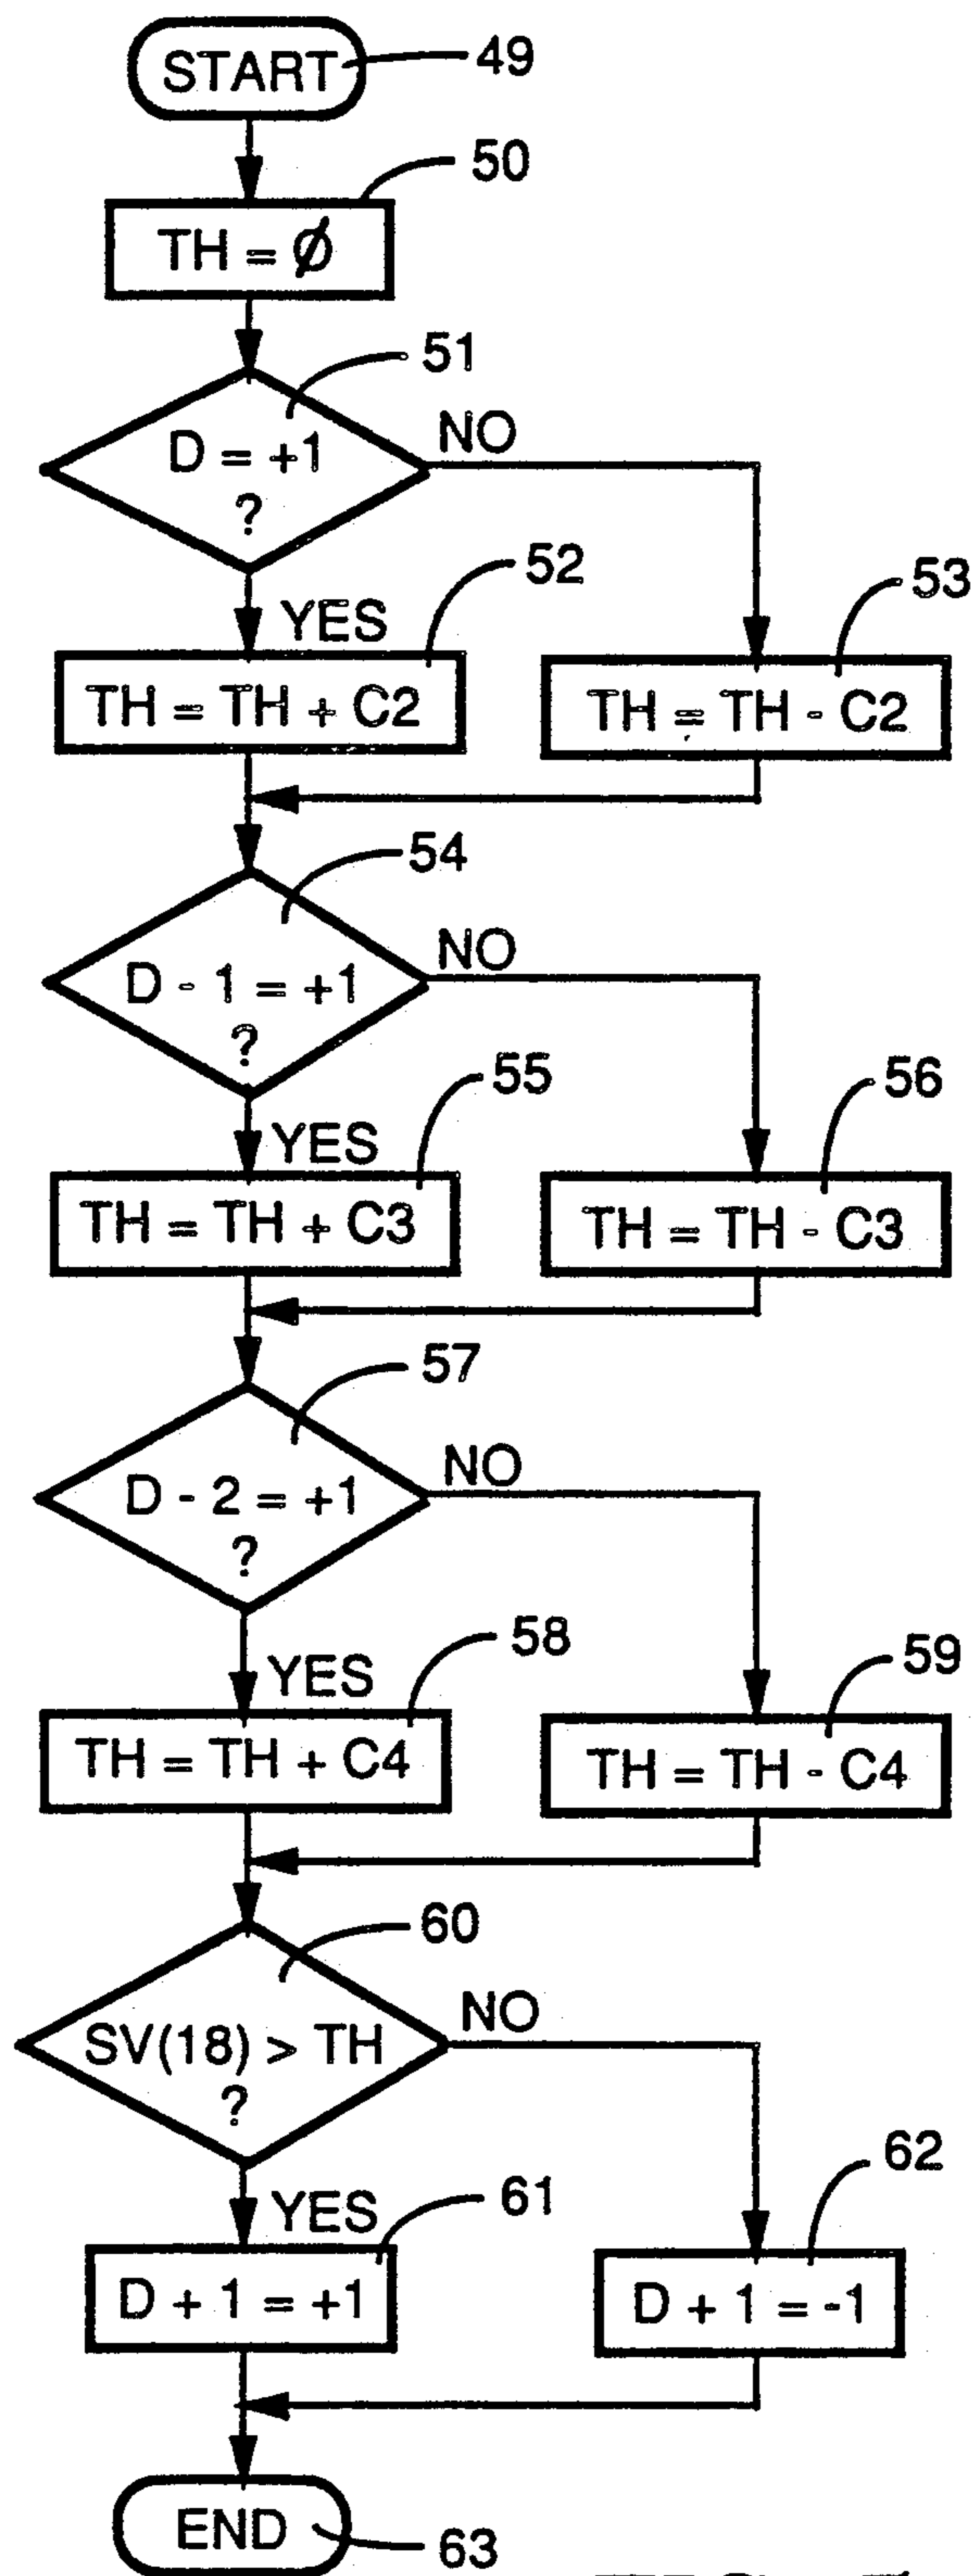 START
49
50
TH = Ø
51
D = +1
?
NO
YES
52
53
TH = TH + C2
TH = TH - C2
54
D - 1 = +1
?
NO
YES
55
56
TH = TH + C3
TH = TH - C3
57
D - 2 = +1
?
NO
YES
58
59
TH = TH + C4
TH = TH - C4
60
SV(18) > TH
?
NO
YES
61
62
D + 1 = +1
D + 1 = -1
END
63